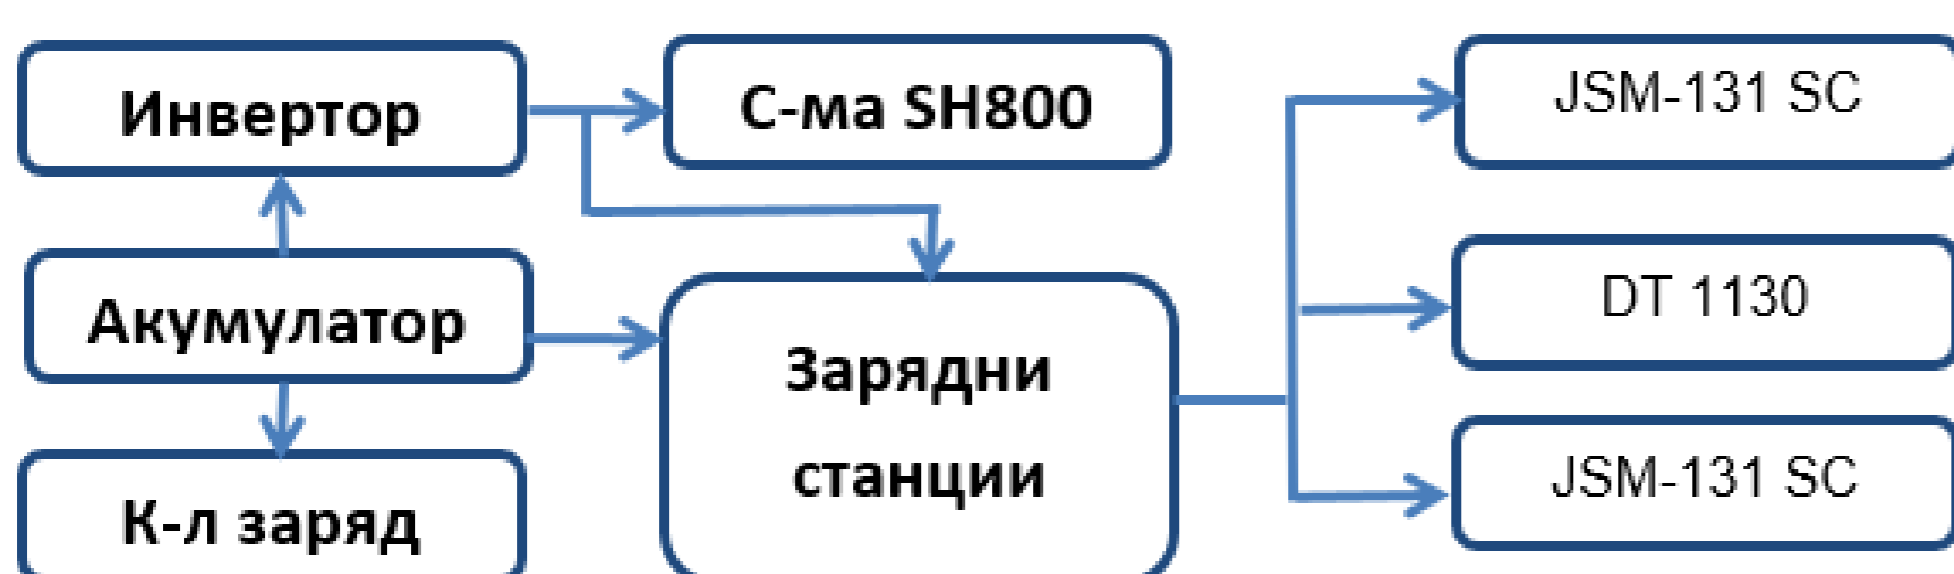 Инвертор
С-ма SH800
JSM-131 SC
Акумулатор
DT 1130
Зарядни
станции
К-л заряд
JSM-131 SC